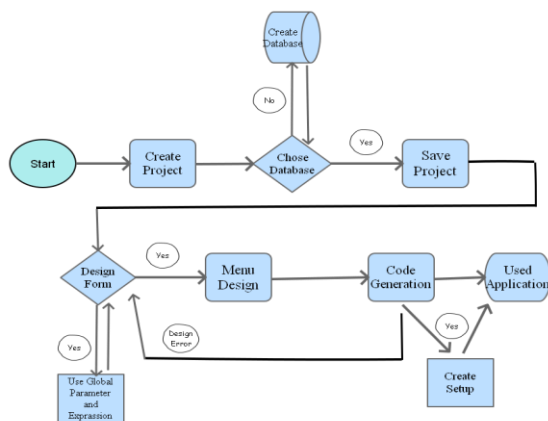 Create
Database
No
Start
Create
Project
Chose
Database
Yes
Save
Project
Design
Form
Yes
Menu
Design
Code
Generation
Used
Application
Yes
Design
Error
Yes
Use Global
Parameter
and
Exprassion
Create
Setup